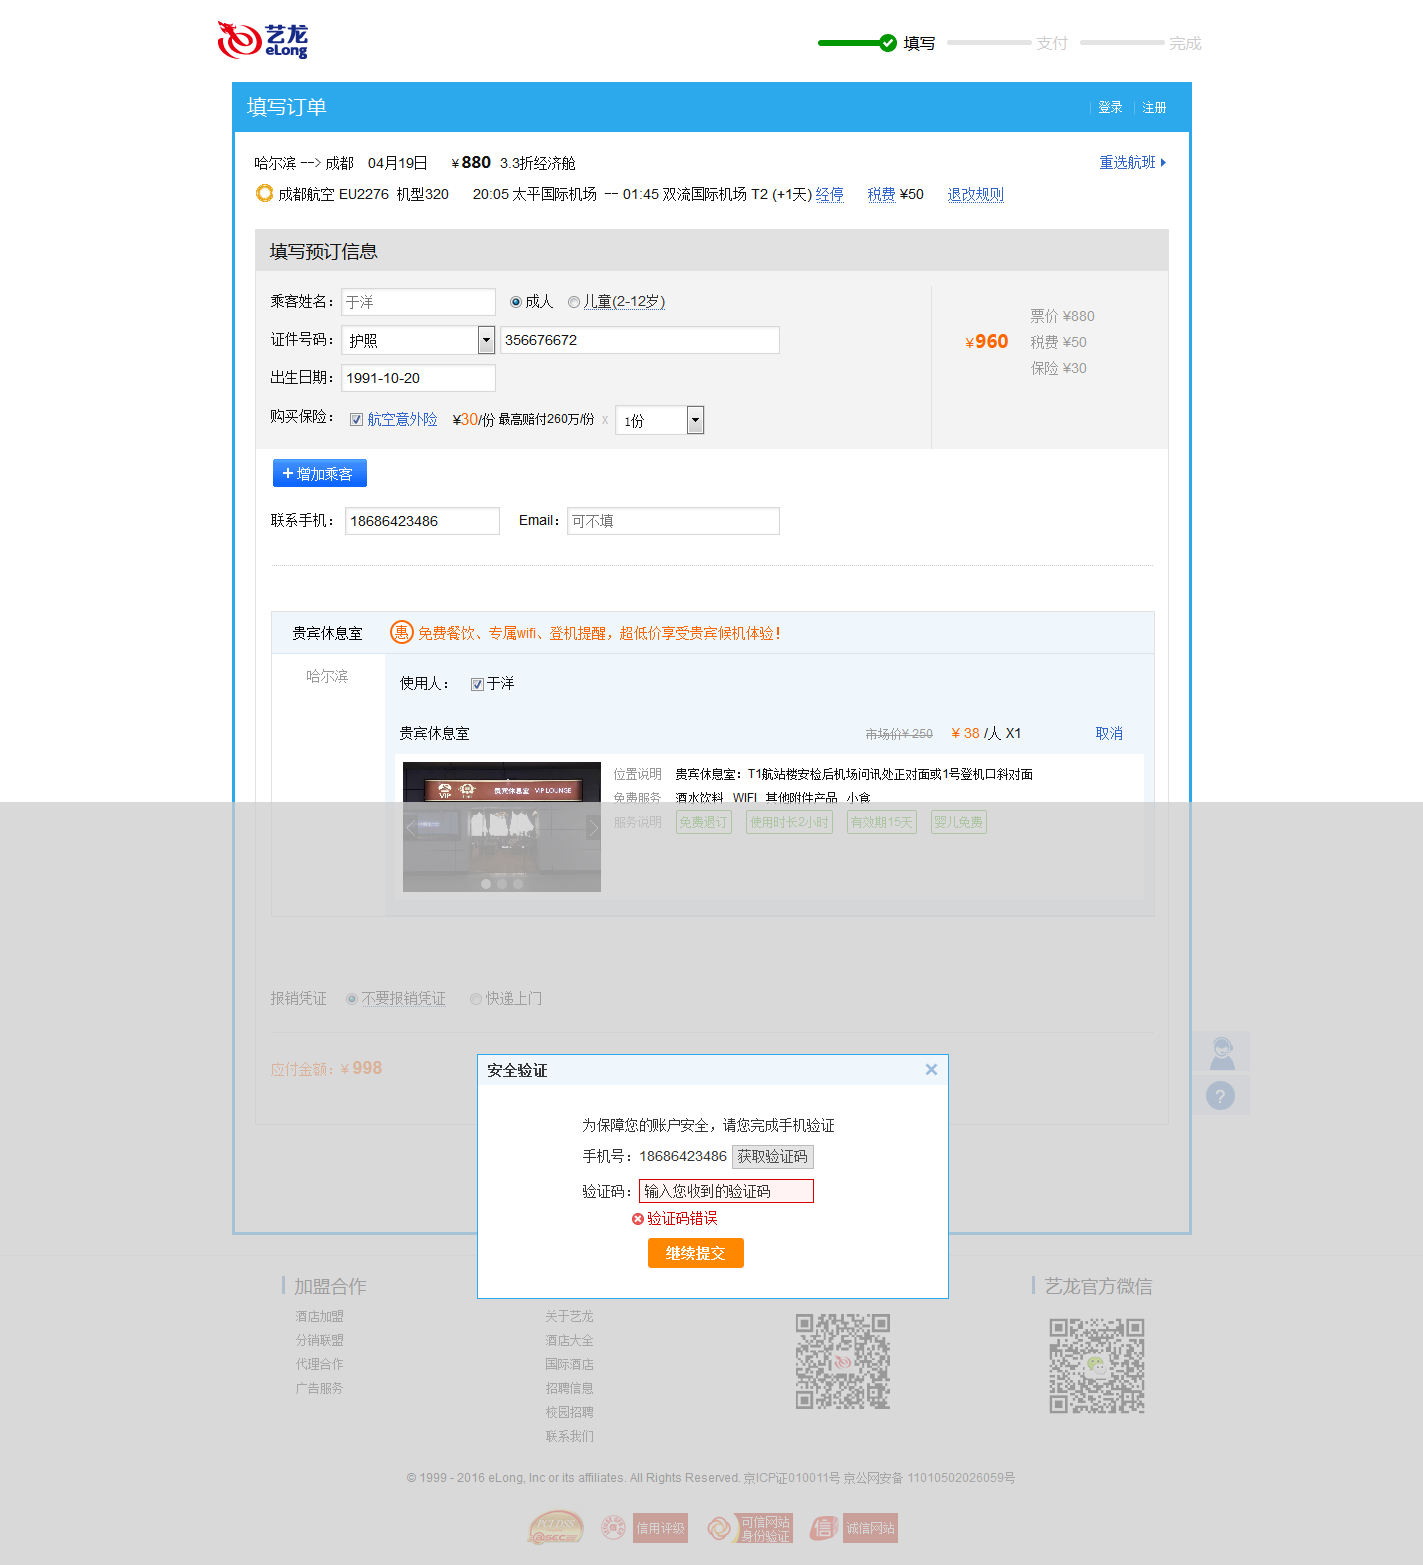 艺龙
eLong
填写 支付 完成
填写订单
登录 注册
哈尔滨 --> 成都 04月19日 ¥880 3.3折经济舱 重选航班
成都航空 EU2276 机型320 20:05 太平国际机场 -- 01:45 双流国际机场 T2 (+1天) 经停 税费 ¥50 退改规则
填写预订信息
乘客姓名： 于洋 成人 儿童(2-12岁)
证件号码： 护照 356676672
出生日期： 1991-10-20
购买保险： 航空意外险 ¥30/份 最高赔付260万/份 x 1份
¥960
票价 ¥880
税费 ¥50
保险 ¥30
+ 增加乘客
联系手机： 18686423486 Email： 可不填
贵宾休息室 惠 免费餐饮、专属wifi、登机提醒，超低价享受贵宾候机体验！
哈尔滨
使用人： 于洋
贵宾休息室 市场价¥ 250 ¥ 38 /人 X1 取消
VIP 贵宾休息室 VIP LOUNGE
位置说明 贵宾休息室：T1航站楼安检后机场问讯处正对面或1号登机口斜对面
免费服务 酒水饮料 WIFI 其他附件产品 小食
服务说明 免费退订 使用时长2小时 有效期15天 婴儿免费
报销凭证 不要报销凭证 快递上门
应付金额：¥ 998
安全验证
为保障您的账户安全，请您完成手机验证
手机号：18686423486 获取验证码
验证码：输入您收到的验证码
验证码错误
继续提交
?
加盟合作
酒店加盟
分销联盟
代理合作
广告服务
关于艺龙
酒店大全
国际酒店
招聘信息
校园招聘
联系我们
艺龙官方微信
© 1999 - 2016 eLong, Inc or its affiliates. All Rights Reserved. 京ICP证010011号 京公网安备 11010502026059号
信用评级
可信网站
身份验证
信 诚信网站